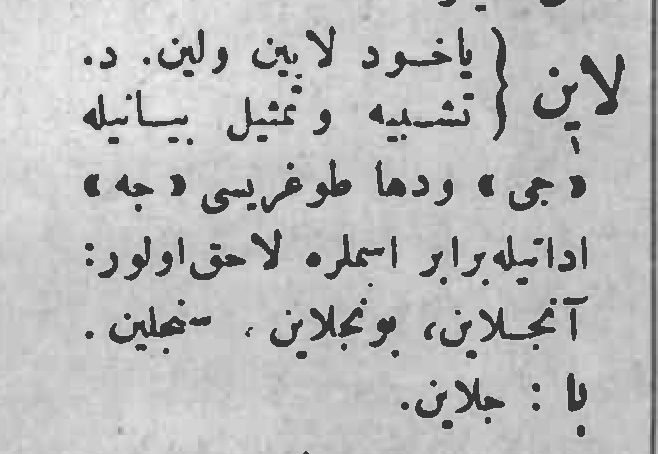 لاین { یاخود لابین ولین. د.
تشبیه و تمثیل بیانیله
« جی » ودها طوغریسی « جه »
اداتیله برابر اسملره لاحق اولور:
آنجلاین، بونجلاین، سنجلین.
با : جلاین.